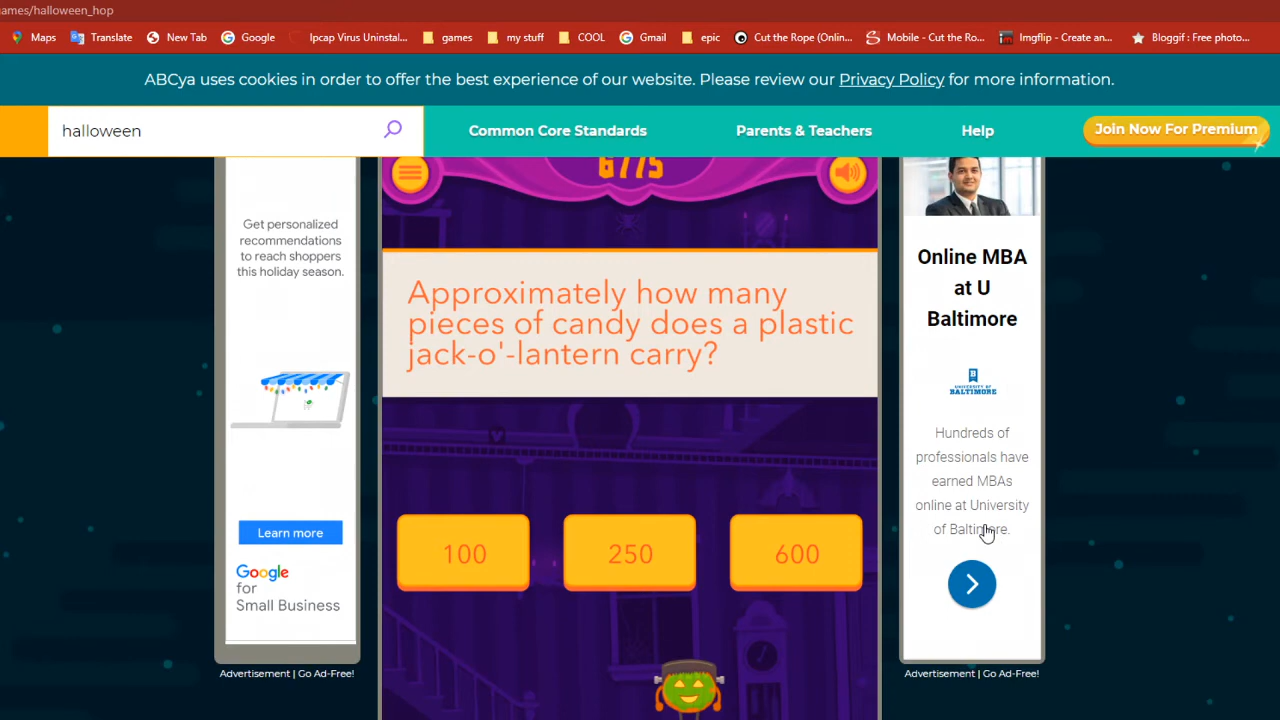 games/halloween_hop
Maps Translate New Tab Google Ipcap Virus Uninstal... games my stuff COOL Gmail epic Cut the Rope (Onlin... Mobile - Cut the Ro... Imgflip - Create an... Bloggif : Free photo...
ABCya uses cookies in order to offer the best experience of our website. Please review our Privacy Policy for more information.
halloween Common Core Standards Parents & Teachers Help Join Now For Premium
6775
Get personalized
recommendations
to reach shoppers
this holiday season.
Learn more
Google
for
Small Business
Advertisement | Go Ad-Free!
Approximately how many
pieces of candy does a plastic
jack-o'-lantern carry?
100 250 600
Online MBA
at U
Baltimore
UNIVERSITY OF
BALTIMORE
Hundreds of
professionals have
earned MBAs
online at University
of Baltimore.
Advertisement | Go Ad-Free!